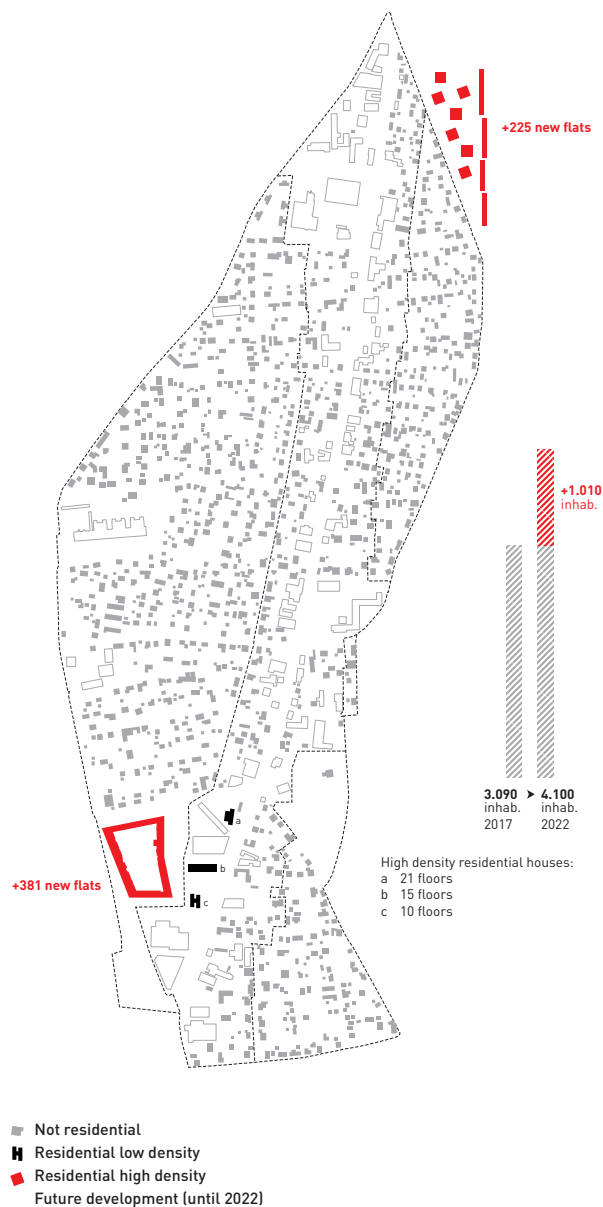 +225 new flats
+1.010
inhab.
3.090 ➤ 4.100
inhab. inhab.
2017 2022
a
b
c
+381 new flats
High density residential houses:
a 21 floors
b 15 floors
c 10 floors
Not residential
Residential low density
Residential high density
Future development (until 2022)